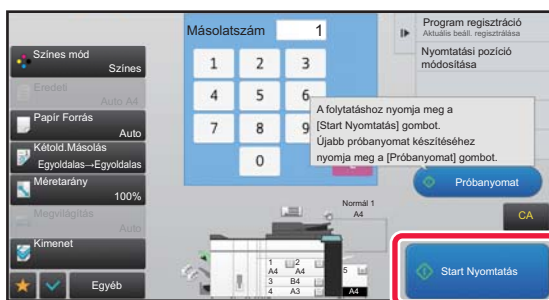 Másolatszám 1
Program regisztráció
Aktuális beáll. regisztrálása
Nyomtatási pozíció
módosítása
Színes mód
Színes
Eredeti
Auto A4
Papír Forrás
Auto
Kétold.Másolás
Egyoldalas→Egyoldalas
Méretarány
100%
Megvilágítás
Auto
Kimenet
Egyéb
1 2 3
4 5 6
7 8 9
0
A folytatáshoz nyomja meg a
[Start Nyomtatás] gombot.
Újabb próbanyomat készítéséhez
nyomja meg a [Próbanyomat] gombot.
Próbanyomat
Normál 1
A4
CA
1 2 5
A4 A4
3 B4
4 A3 A4
Start Nyomtatás